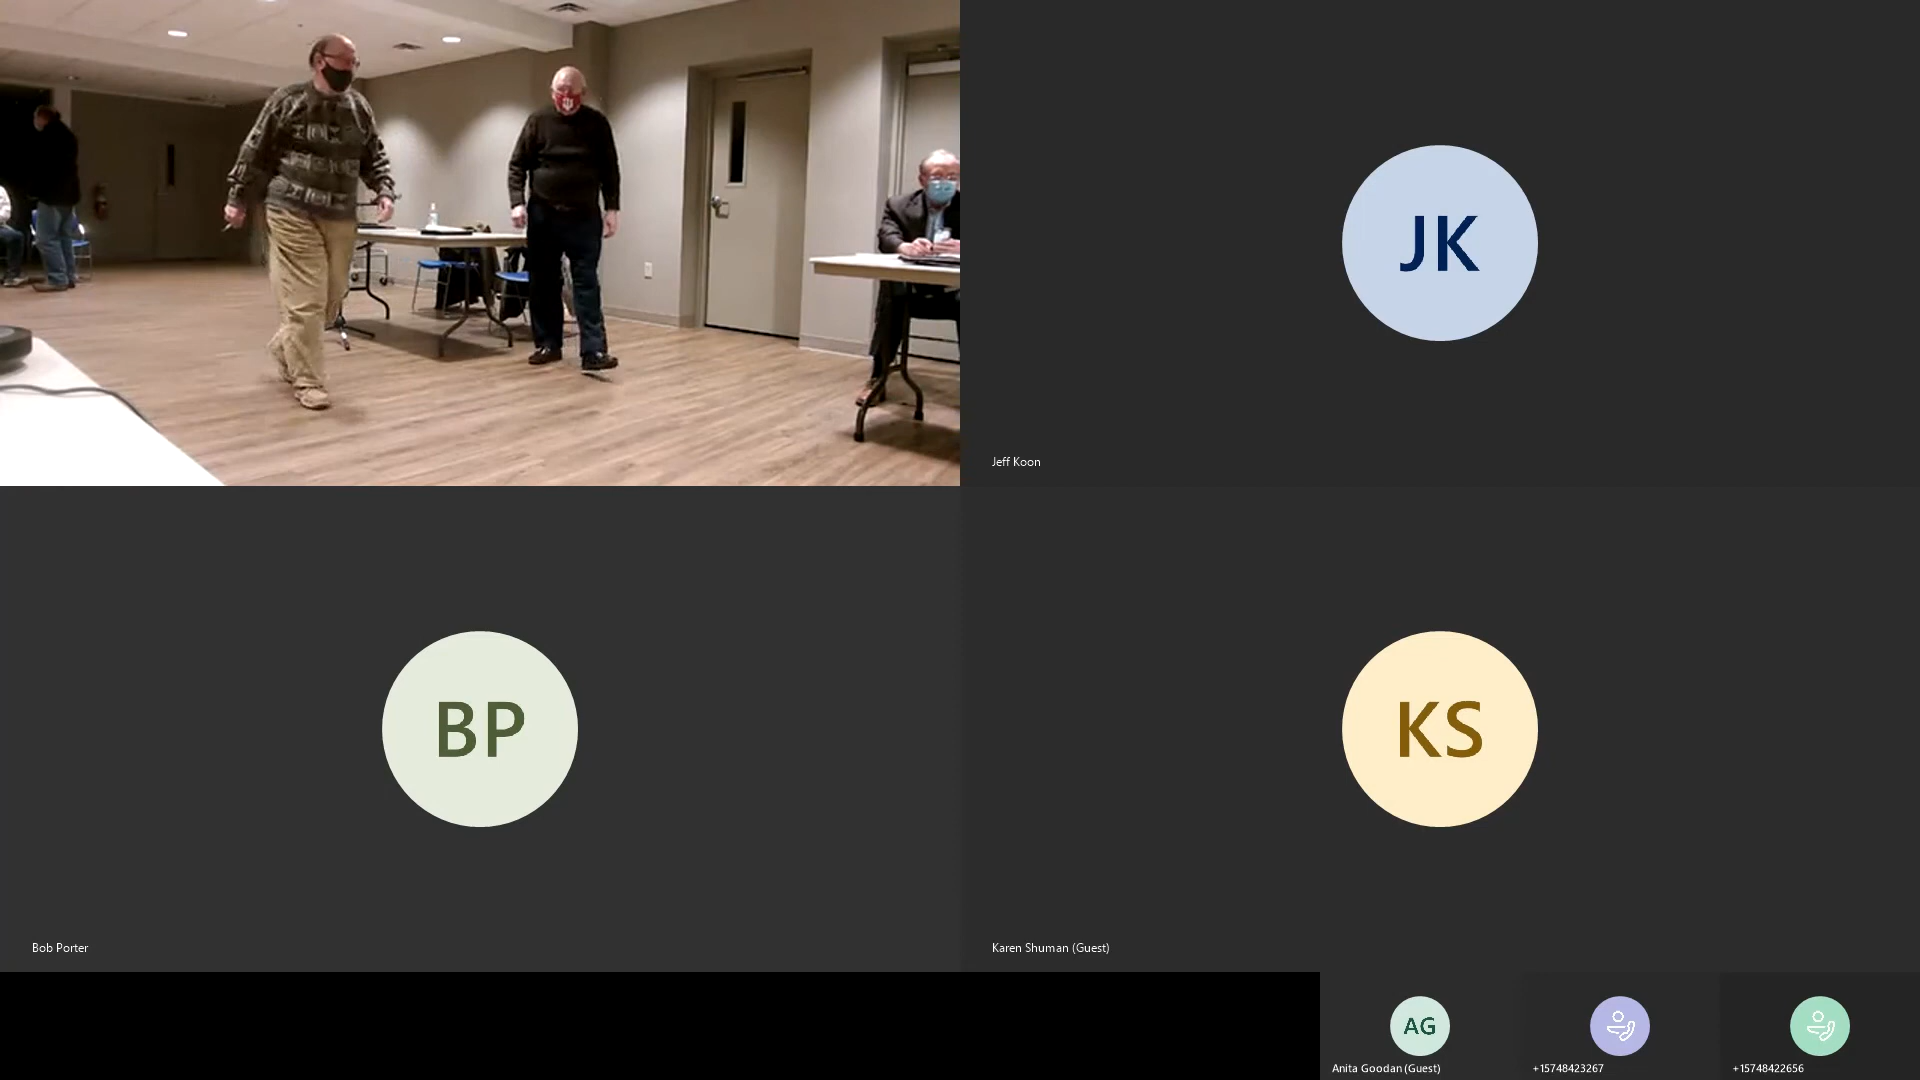 JK
Jeff Koon
BP
KS
Bob Porter
Karen Shuman (Guest)
AG
Anita Goodan (Guest)
+15748423267
+15748422656